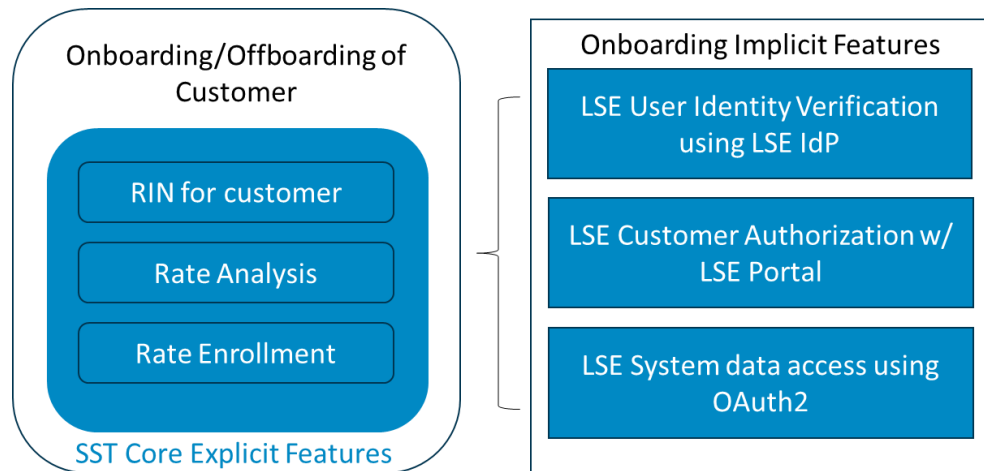 Onboarding/Offboarding of
Customer
RIN for customer
Rate Analysis
Rate Enrollment
SST Core Explicit Features
Onboarding Implicit Features
LSE User Identity Verification
using LSE IdP
LSE Customer Authorization w/
LSE Portal
LSE System data access using
OAuth2